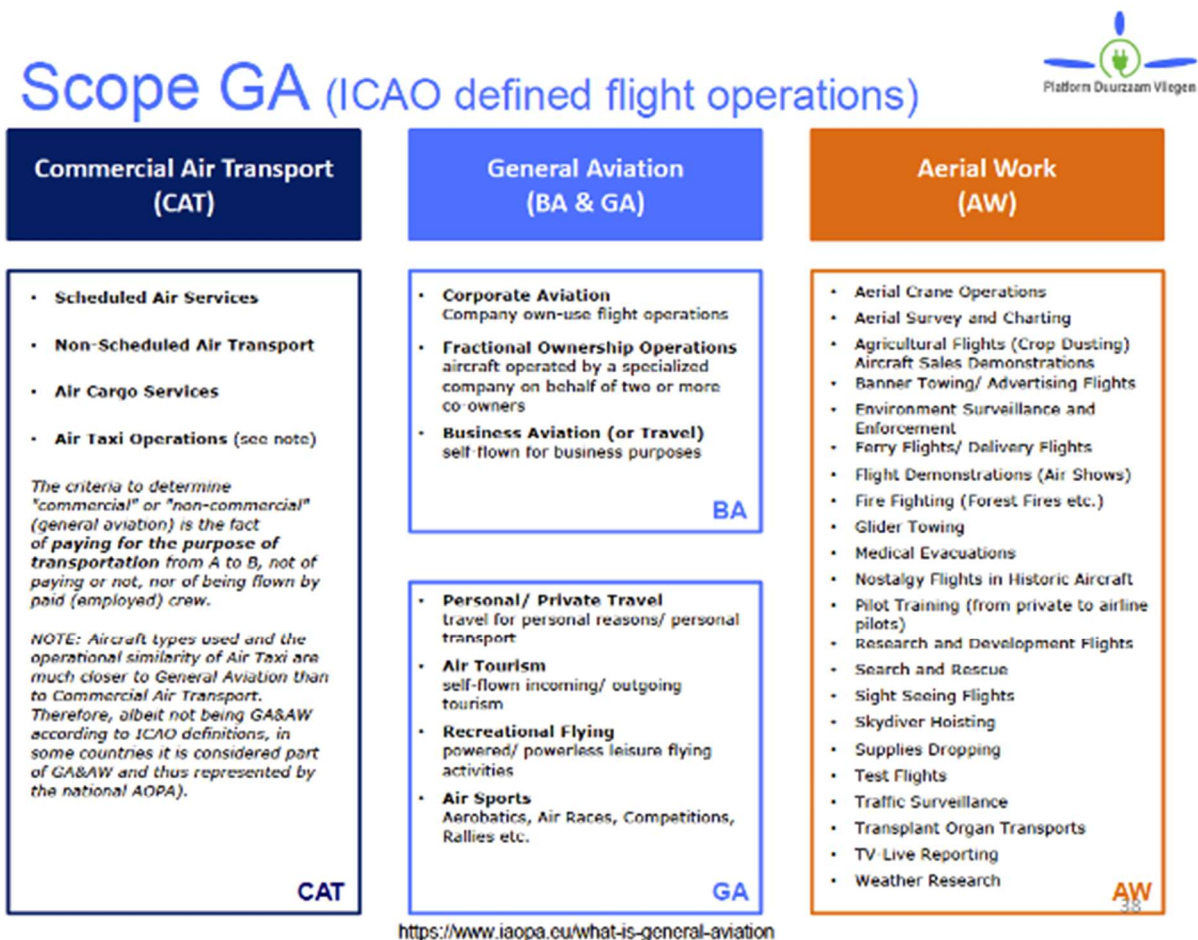 Platform Duurzaam Vliegen
Scope GA (ICAO defined flight operations)
Commercial Air Transport
(CAT)
• Scheduled Air Services
• Non-Scheduled Air Transport
• Air Cargo Services
• Air Taxi Operations (see note)
The criteria to determine
"commercial" or "non-commercial"
(general aviation) is the fact
of paying for the purpose of
transportation from A to B, not of
paying or not, nor of being flown by
paid (employed) crew.
NOTE: Aircraft types used and the
operational similarity of Air Taxi are
much closer to General Aviation than
to Commercial Air Transport.
Therefore, albeit not being GA&AW
according to ICAO definitions, in
some countries it is considered part
of GA&AW and thus represented by
the national AOPA).
CAT
General Aviation
(BA & GA)
• Corporate Aviation
Company own-use flight operations
• Fractional Ownership Operations
aircraft operated by a specialized
company on behalf of two or more
co-owners
• Business Aviation (or Travel)
self-flown for business purposes
BA
• Personal/ Private Travel
travel for personal reasons/ personal
transport
• Air Tourism
self-flown incoming/ outgoing
tourism
• Recreational Flying
powered/ powerless leisure flying
activities
• Air Sports
Aerobatics, Air Races, Competitions,
Rallies etc.
GA
Aerial Work
(AW)
• Aerial Crane Operations
• Aerial Survey and Charting
• Agricultural Flights (Crop Dusting)
Aircraft Sales Demonstrations
• Banner Towing/ Advertising Flights
• Environment Surveillance and
Enforcement
• Ferry Flights/ Delivery Flights
• Flight Demonstrations (Air Shows)
• Fire Fighting (Forest Fires etc.)
• Glider Towing
• Medical Evacuations
• Nostalgy Flights in Historic Aircraft
• Pilot Training (from private to airline
pilots)
• Research and Development Flights
• Search and Rescue
• Sight Seeing Flights
• Skydiver Hoisting
• Supplies Dropping
• Test Flights
• Traffic Surveillance
• Transplant Organ Transports
• TV-Live Reporting
• Weather Research
AW
38
https://www.iaopa.eu/what-is-general-aviation